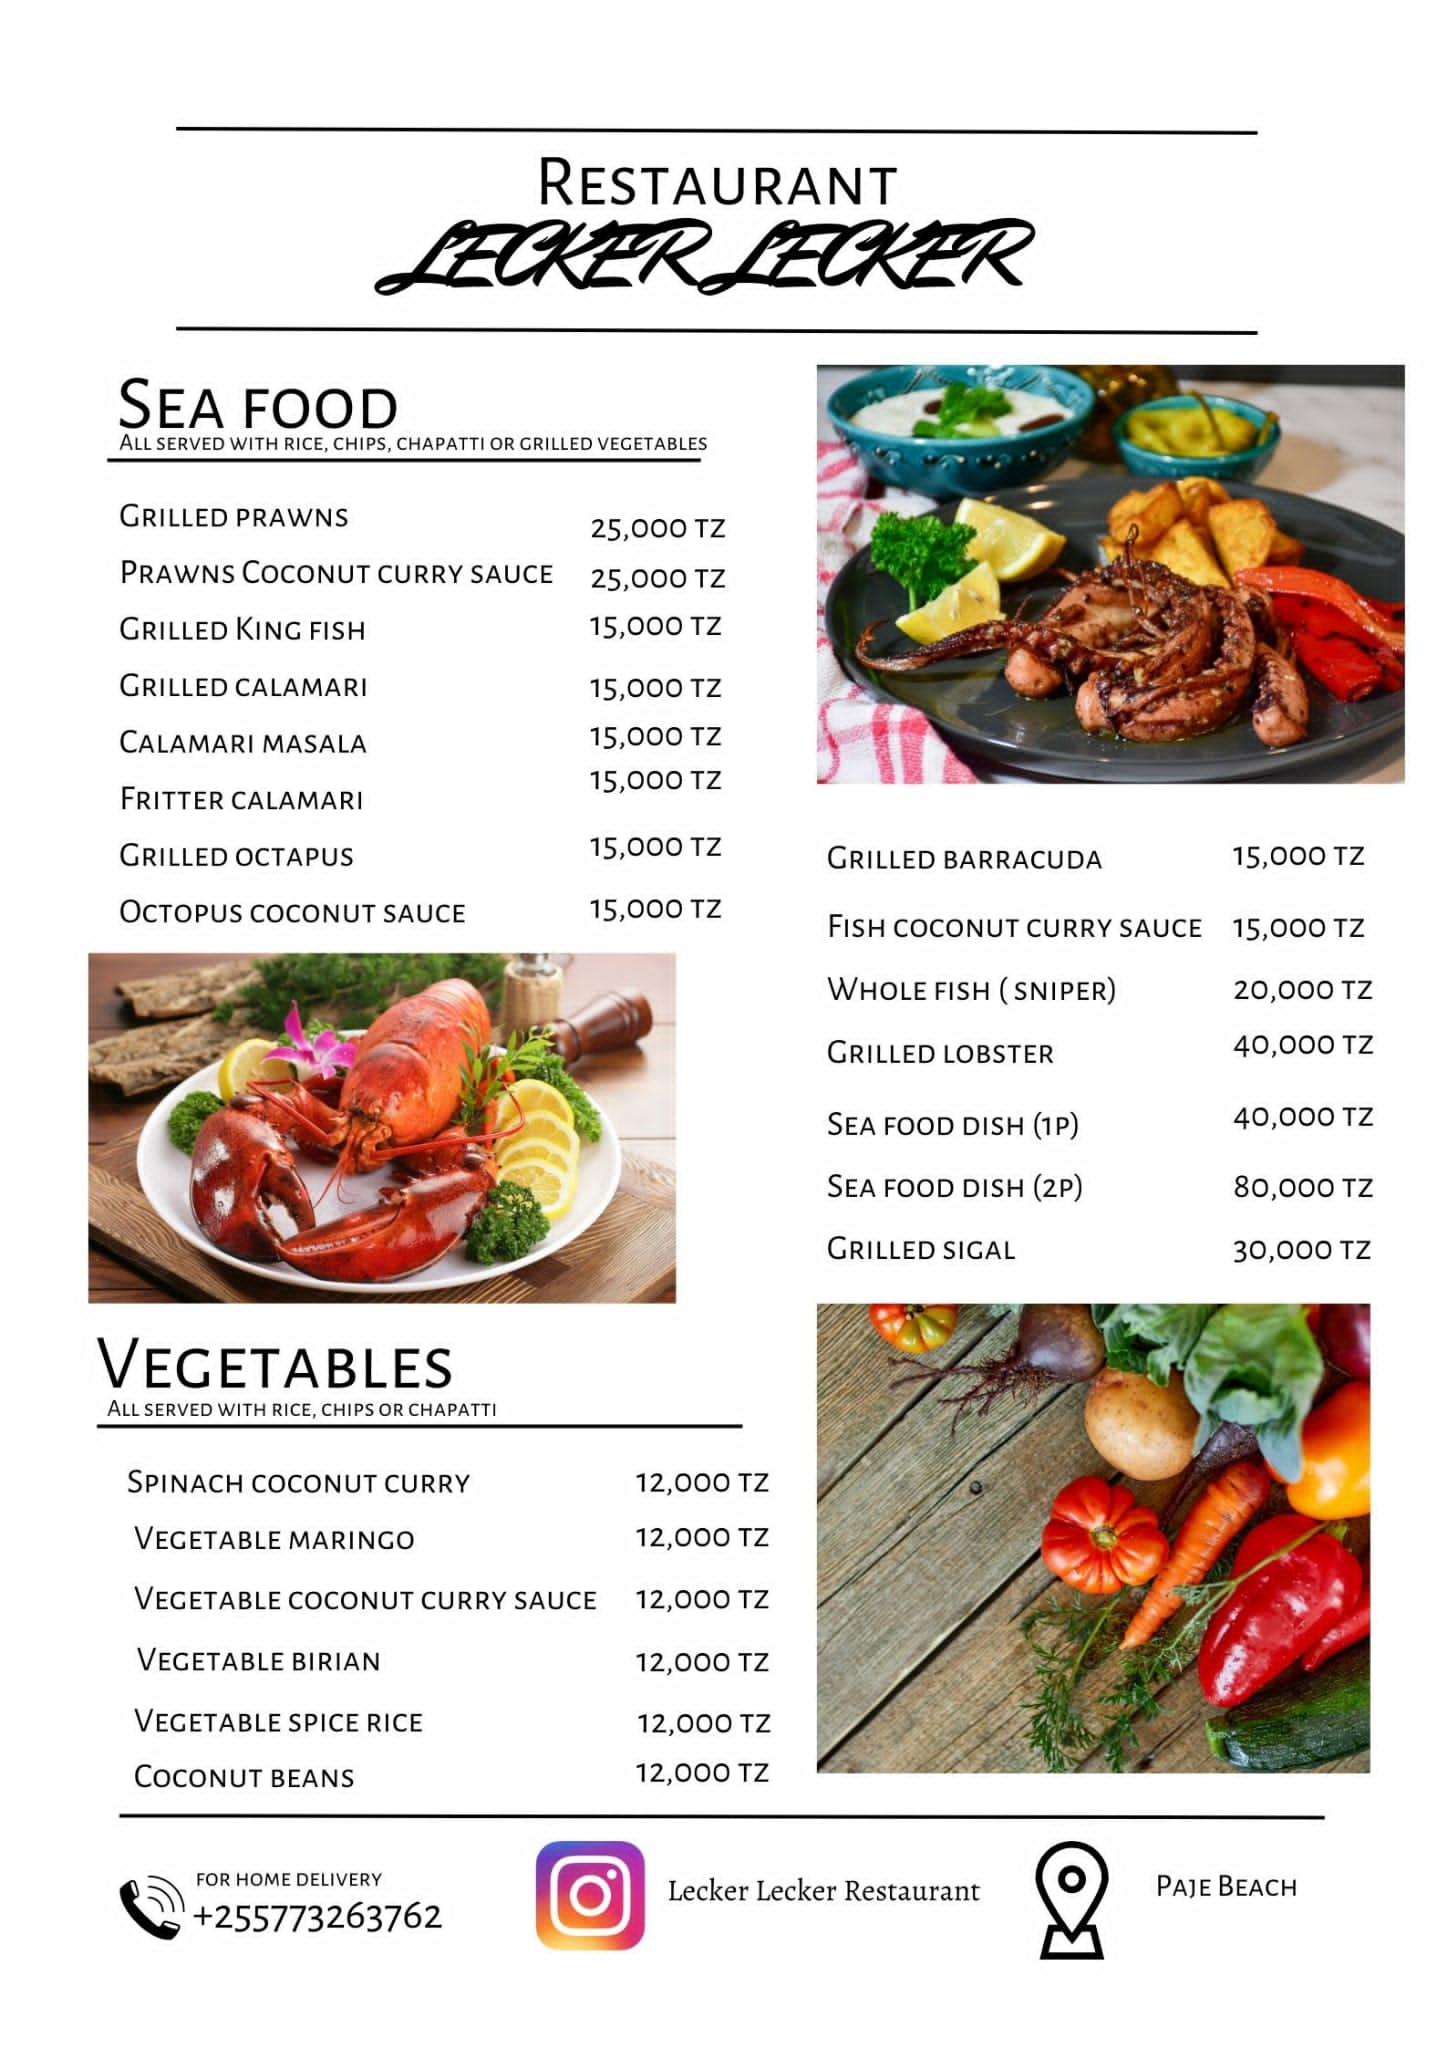 Restaurant
LECKER LECKER
Sea food
All served with rice, chips, chapatti or grilled vegetables
Grilled prawns 25,000 TZ
Prawns Coconut curry sauce 25,000 TZ
Grilled King fish 15,000 TZ
Grilled calamari 15,000 TZ
Calamari masala 15,000 TZ
Fritter calamari 15,000 TZ
Grilled octapus 15,000 TZ
Octopus coconut sauce 15,000 TZ
Grilled barracuda 15,000 TZ
Fish coconut curry sauce 15,000 TZ
Whole fish ( sniper) 20,000 TZ
Grilled lobster 40,000 TZ
Sea food dish (1p) 40,000 TZ
Sea food dish (2p) 80,000 TZ
Grilled sigal 30,000 TZ
Vegetables
All served with rice, chips or chapatti
Spinach coconut curry 12,000 TZ
Vegetable maringo 12,000 TZ
Vegetable coconut curry sauce 12,000 TZ
Vegetable birian 12,000 TZ
Vegetable spice rice 12,000 TZ
Coconut beans 12,000 TZ
for home delivery
+255773263762
Lecker Lecker Restaurant
Paje Beach